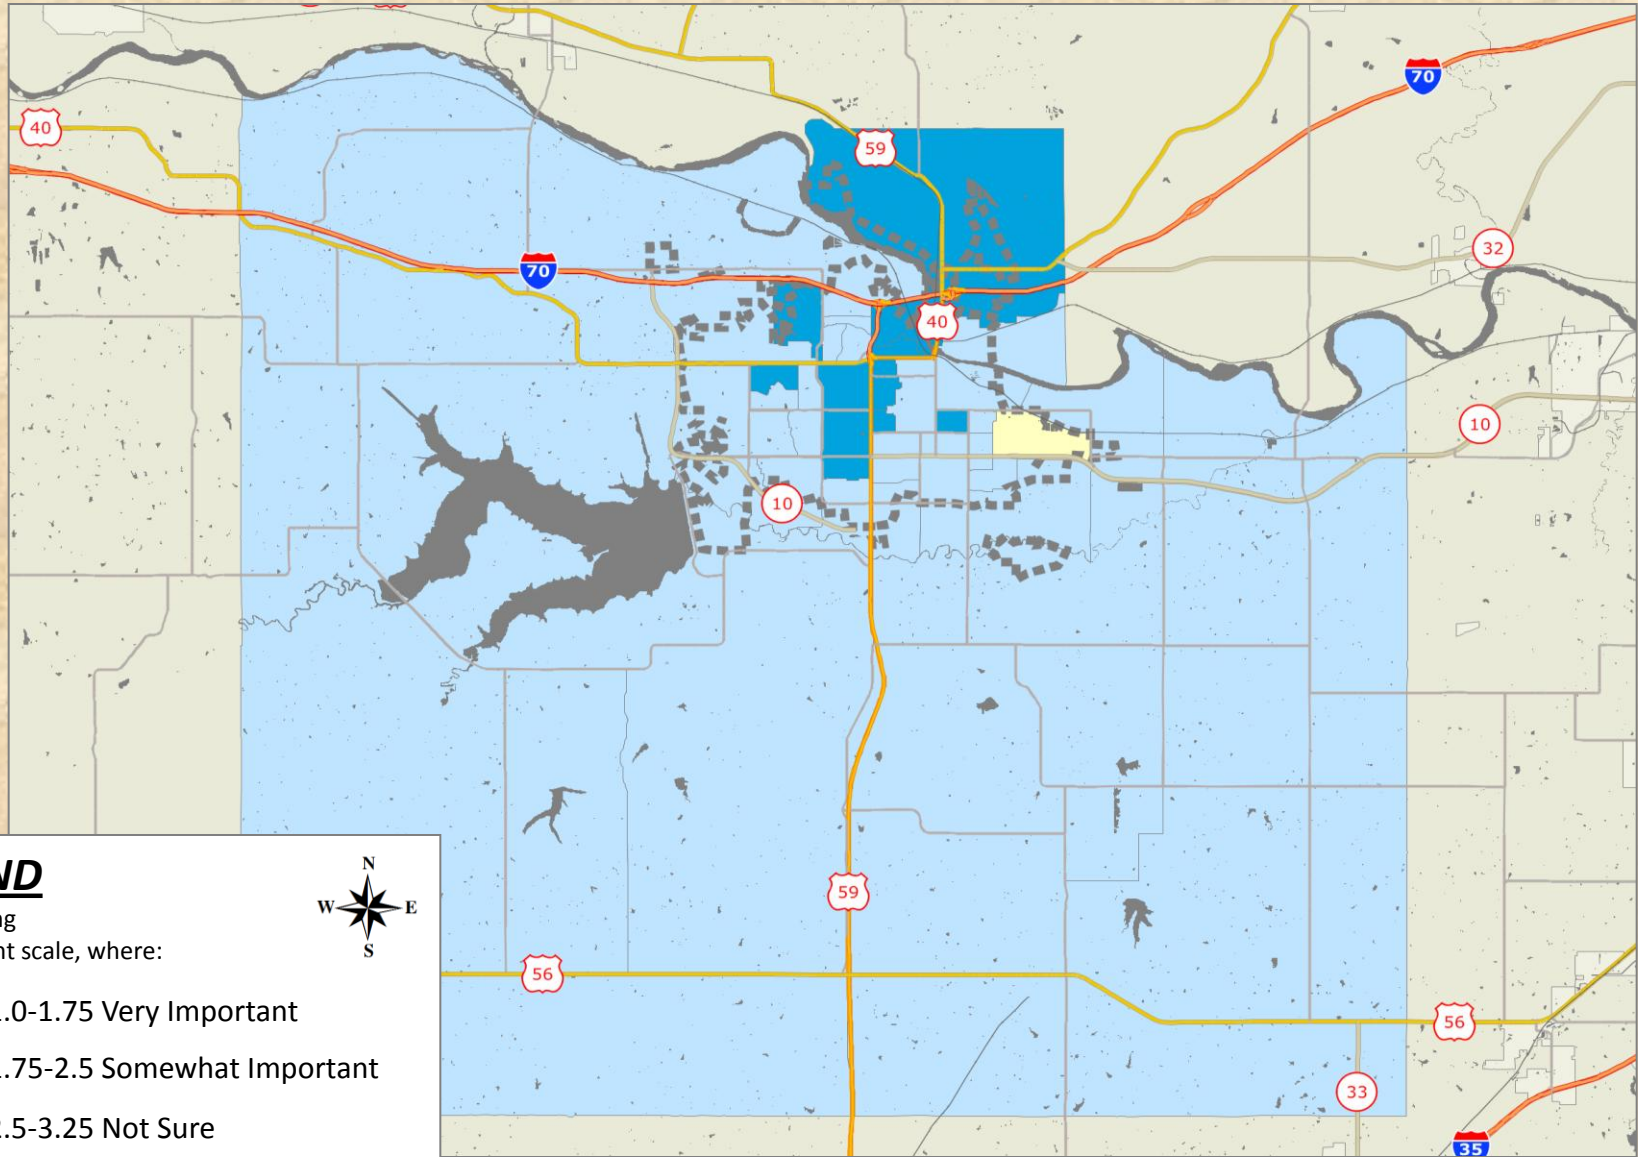 70
40
59
32
70
40
10
10
59
56
56
33
35
ND
N
W E
S
ng
nt scale, where:
.0-1.75 Very Important
.75-2.5 Somewhat Important
.5-3.25 Not Sure